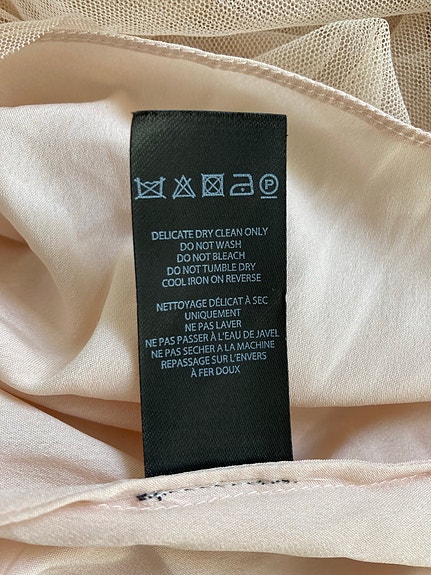 P
DELICATE DRY CLEAN ONLY
DO NOT WASH
DO NOT BLEACH
DO NOT TUMBLE DRY
COOL IRON ON REVERSE
NETTOYAGE DÉLICAT À SEC
UNIQUEMENT
NE PAS LAVER
NE PAS PASSER À L'EAU DE JAVEL
NE PAS SECHER A LA MACHINE
REPASSAGE SUR L'ENVERS
À FER DOUX